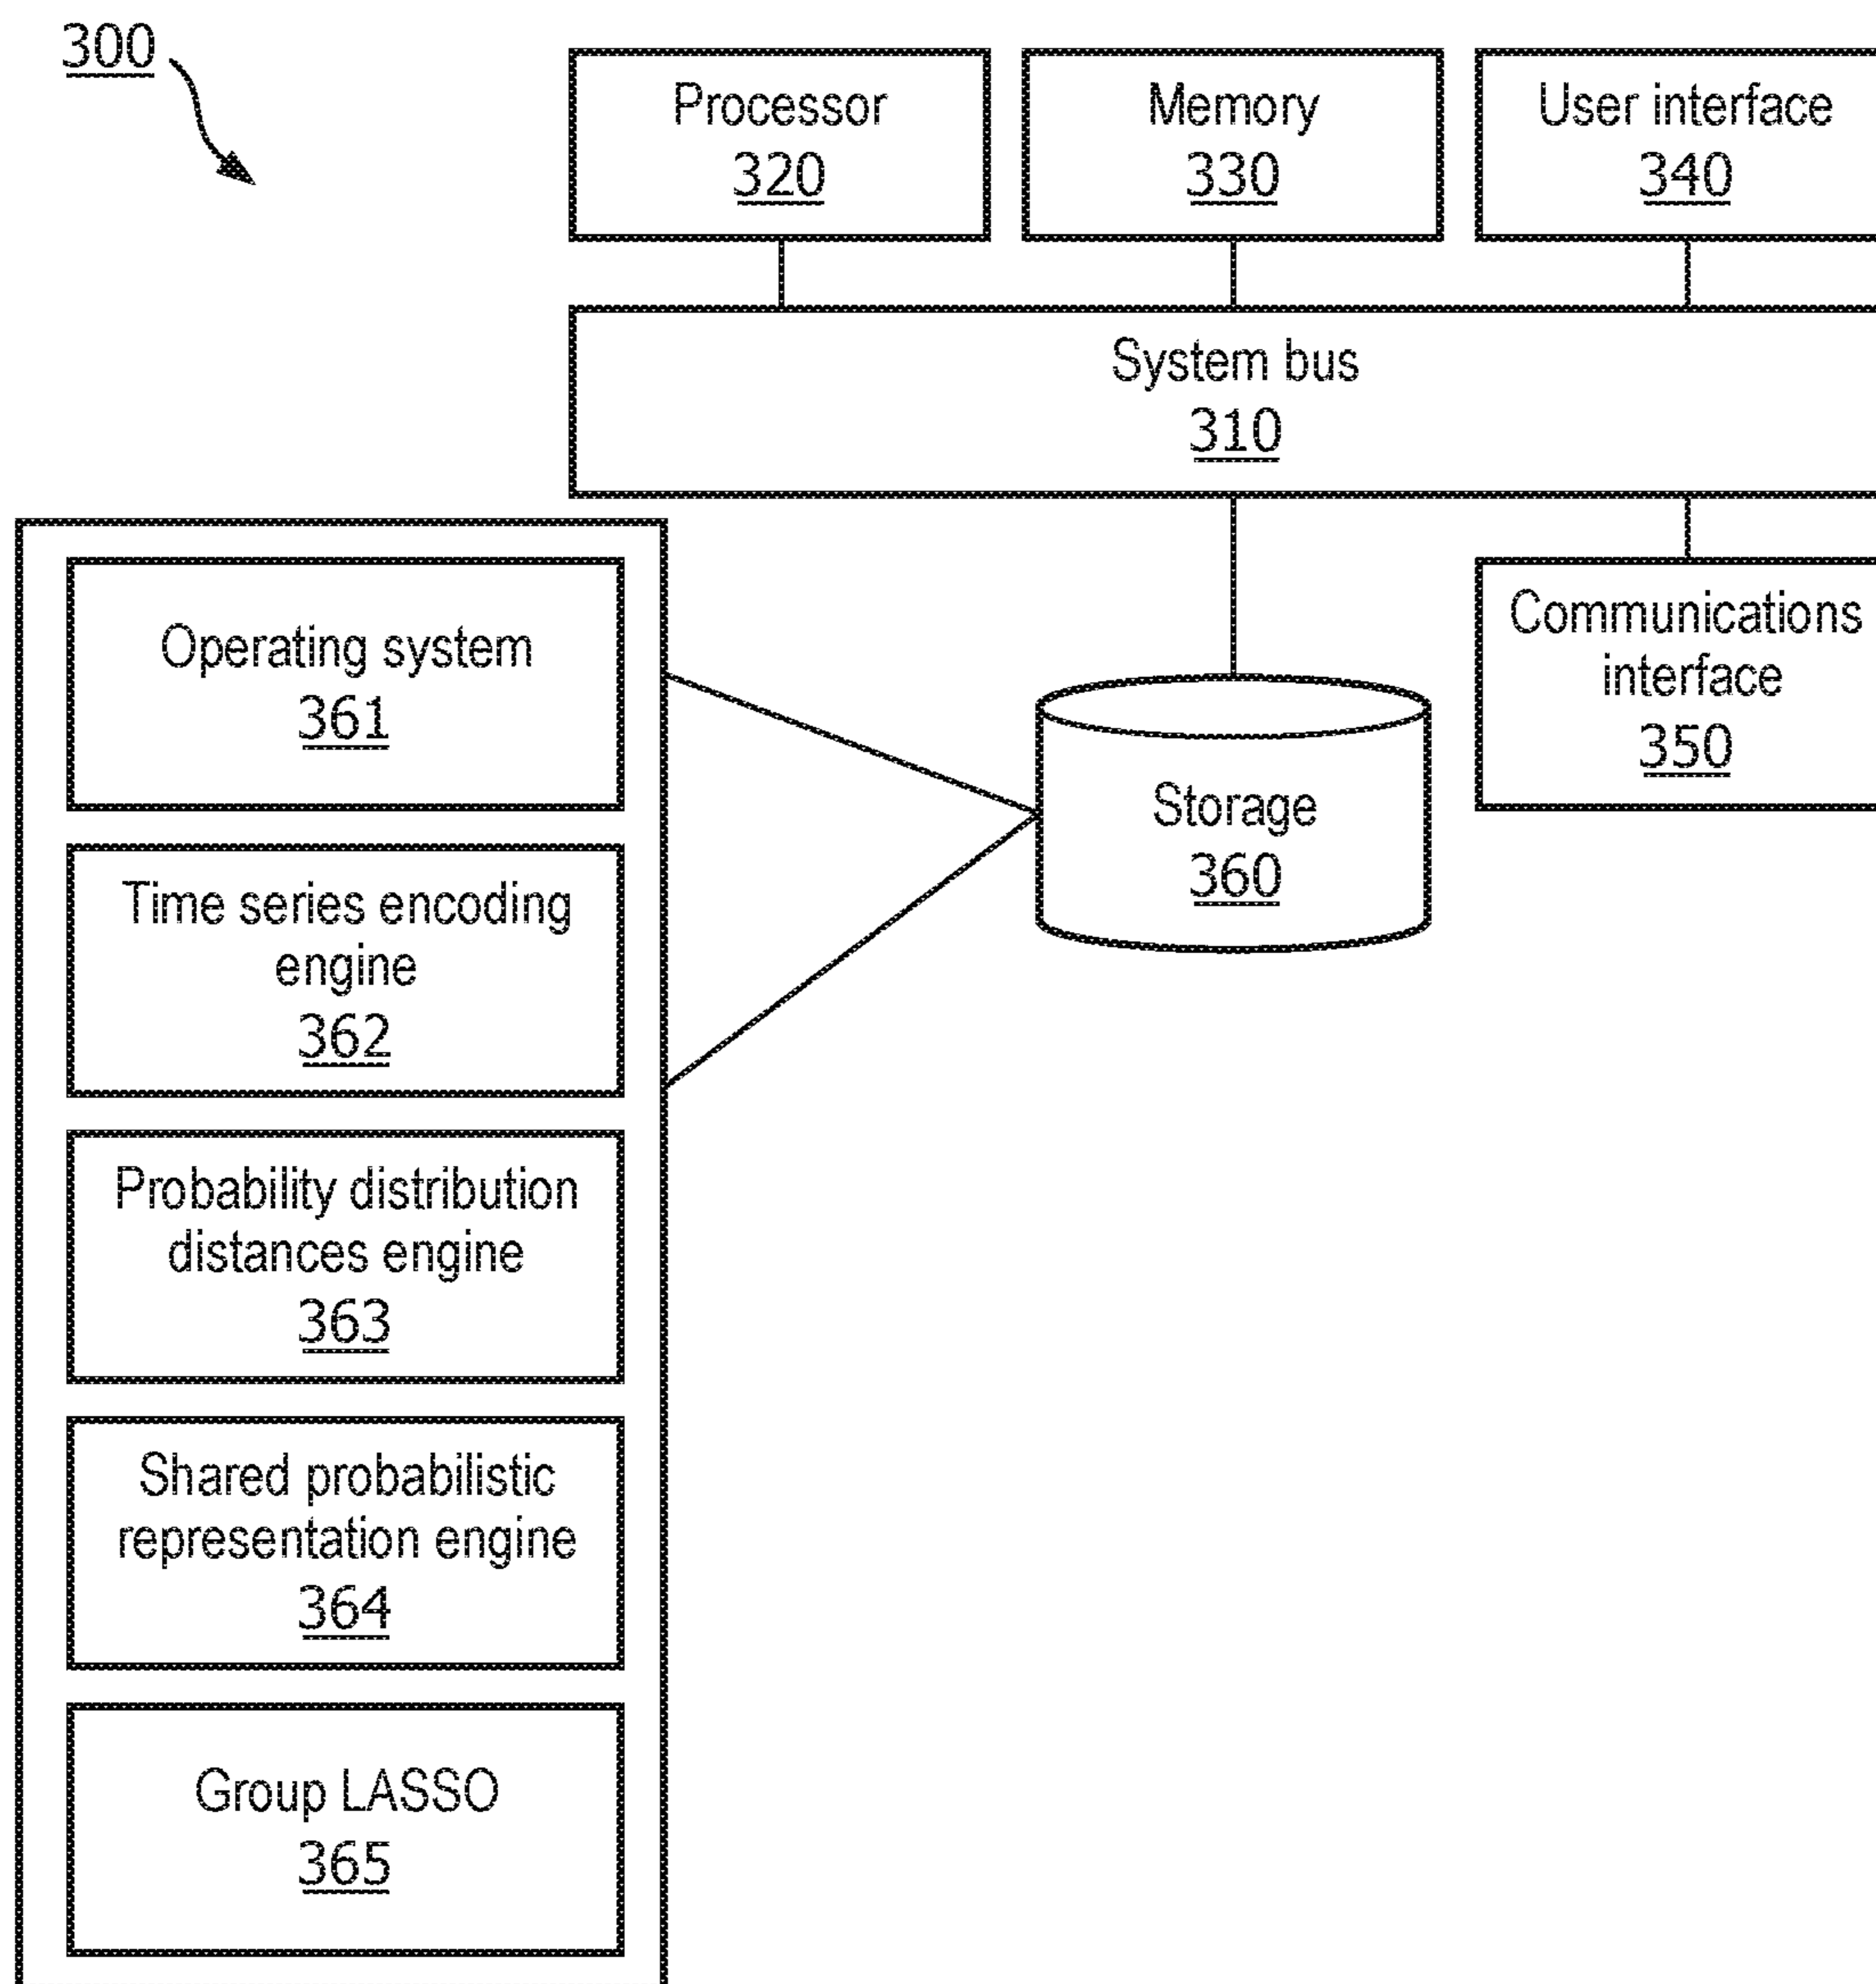 300
Processor
320
Memory
330
User interface
340
System bus
310
Operating system
361
Time series encoding
engine
362
Probability distribution
distances engine
363
Shared probabilistic
representation engine
364
Group LASSO
365
Storage
360
Communications
interface
350